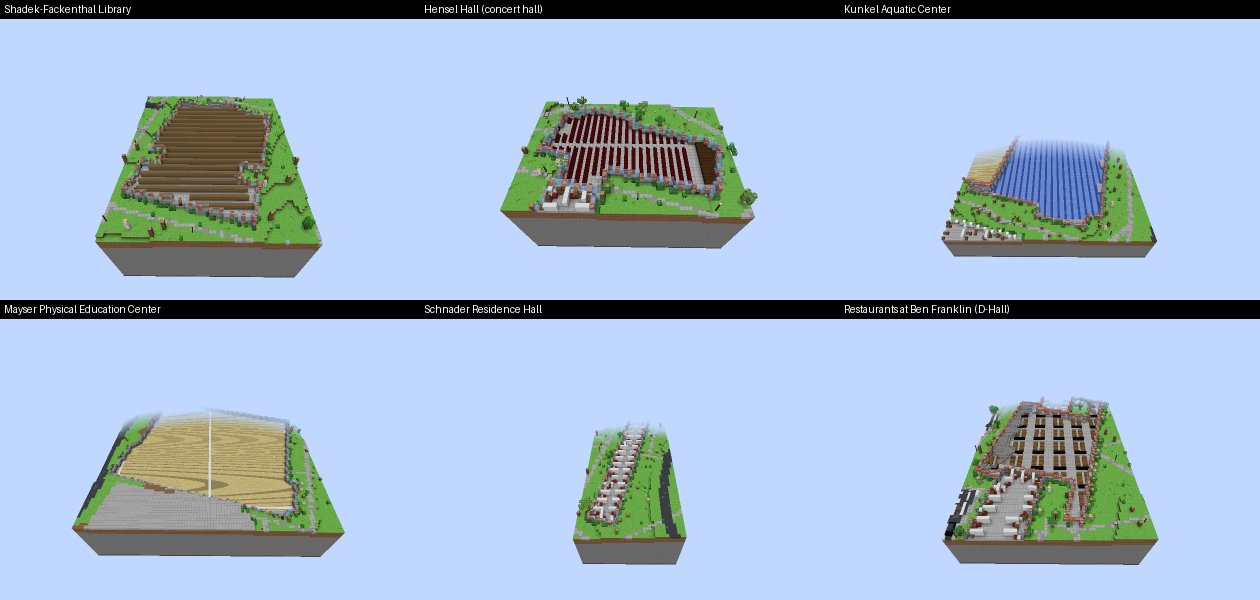 Shadek-Fackenthal Library
Hensel Hall (concert hall)
Kunkel Aquatic Center
Mayser Physical Education Center
Schnader Residence Hall
Restaurants at Ben Franklin (D-Hall)